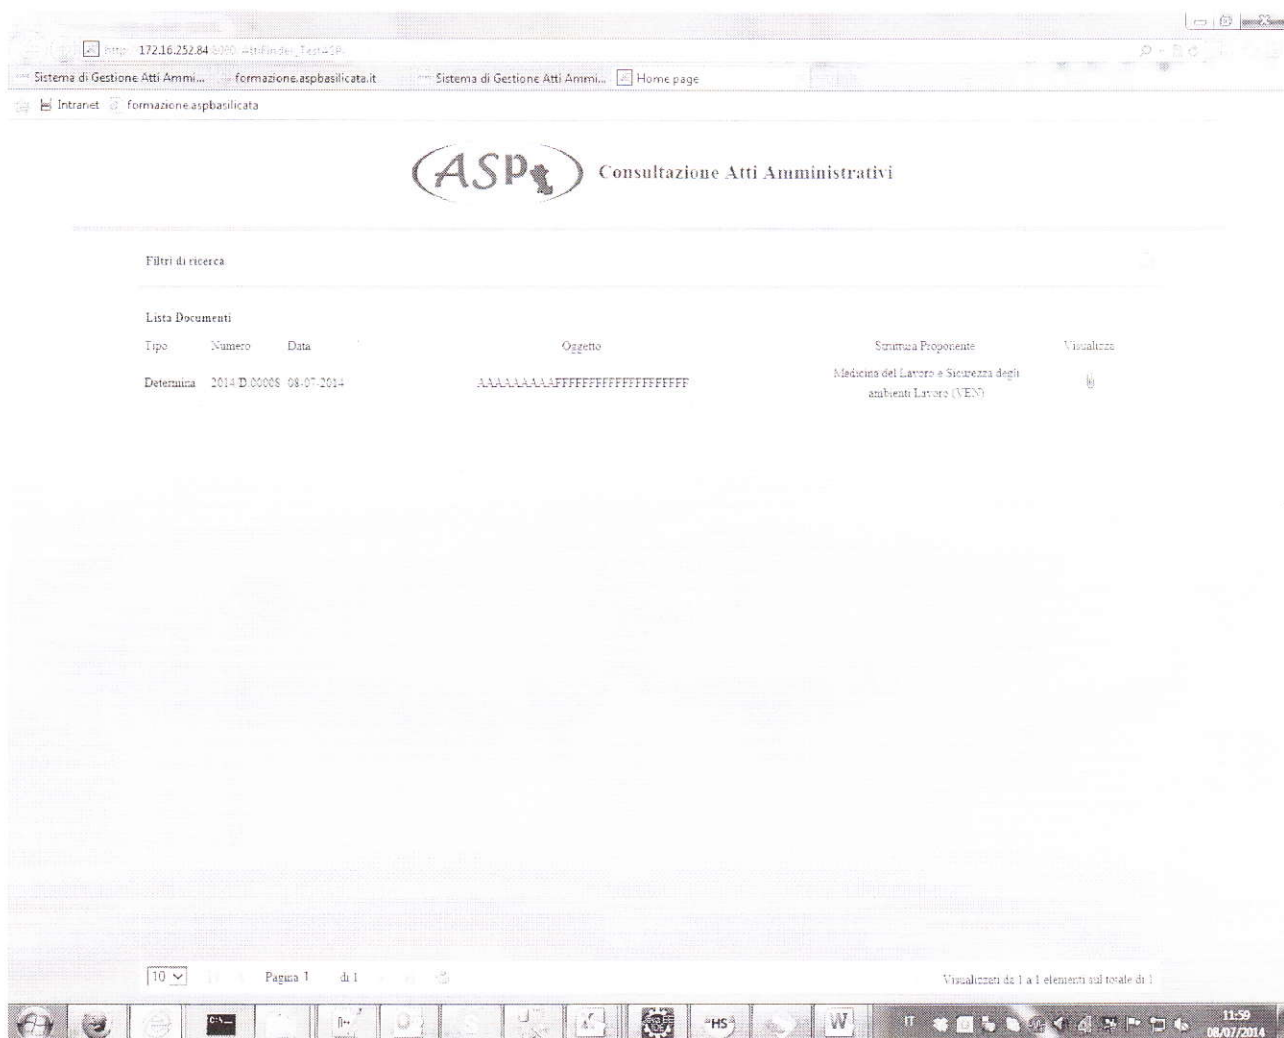 http://172.16.252.84:8080/AttiFinder_TestASP/
Sistema di Gestione Atti Ammi...
formazione.aspbasilicata.it
Sistema di Gestione Atti Ammi...
Home page
Intranet
formazione.aspbasilicata
ASP
Consultazione Atti Amministrativi
Filtri di ricerca
Lista Documenti
Tipo Numero Data Oggetto Struttura Proponente Visualizza
Determina 2014/D.00008 08-07-2014 Medicina del Lavoro e Sicurezza degli
ambienti Lavoro (VEN)
10 Pagina 1 di 1 Visualizzati da 1 a 1 elementi sul totale di 1
"HS" W IT 11:59
08/07/2014